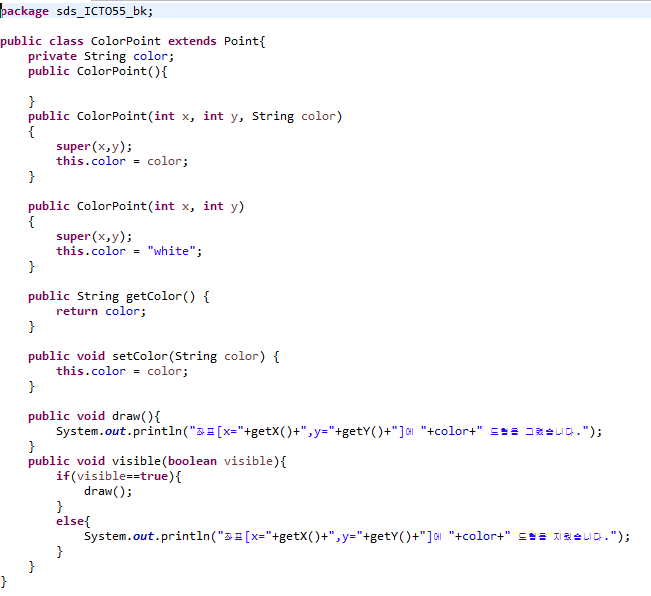 package sds_ICTO55_bk;
public class ColorPoint extends Point{
private String color;
public ColorPoint(){
}
public ColorPoint(int x, int y, String color)
{
super(x,y);
this.color = color;
}
public ColorPoint(int x, int y)
{
super(x,y);
this.color = "white";
}
public String getColor() {
return color;
}
public void setColor(String color) {
this.color = color;
}
public void draw(){
System.out.println("좌표[x="+getX()+",y="+getY()+"]에 "+color+" 도형을 그렸습니다.");
}
public void visible(boolean visible){
if(visible==true){
draw();
}
else{
System.out.println("좌표[x="+getX()+",y="+getY()+"]에 "+color+" 도형을 지웠습니다.");
}
}
}